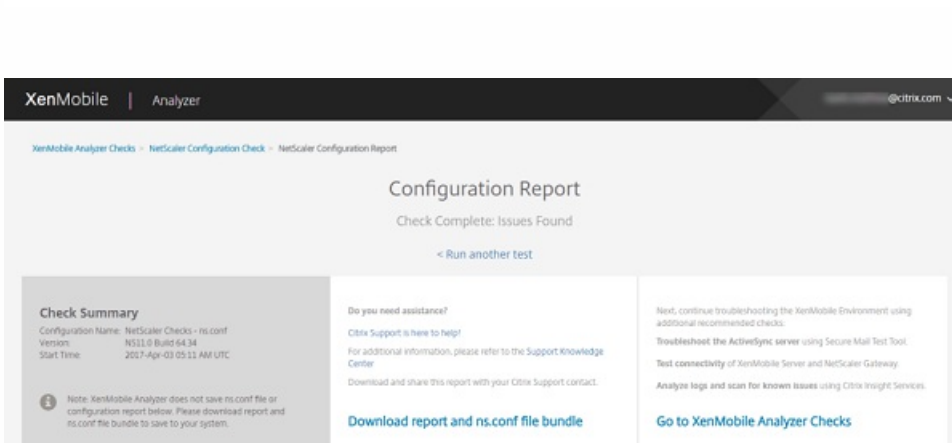 XenMobile | Analyzer
@citrix.com
XenMobile Analyzer Checks > NetScaler Configuration Check > NetScaler Configuration Report
Configuration Report
Check Complete: Issues Found
< Run another test
Check Summary
Configuration Name: NetScaler Checks - ns.conf
Version: NS11.0 Build 64.34
Start Time: 2017-Apr-03 05:11 AM UTC
Note: XenMobile Analyzer does not save ns.conf file or
configuration report below. Please download report and
ns.conf file bundle to save to your system.
Do you need assistance?
Citrix Support is here to help!
For additional information, please refer to the Support Knowledge
Center
Download and share this report with your Citrix Support contact.
Download report and ns.conf file bundle
Next, continue troubleshooting the XenMobile Environment using
additional recommended checks:
Troubleshoot the ActiveSync server using Secure Mail Test Tool.
Test connectivity of XenMobile Server and NetScaler Gateway.
Analyze logs and scan for known issues using Citrix Insight Services
Go to XenMobile Analyzer Checks